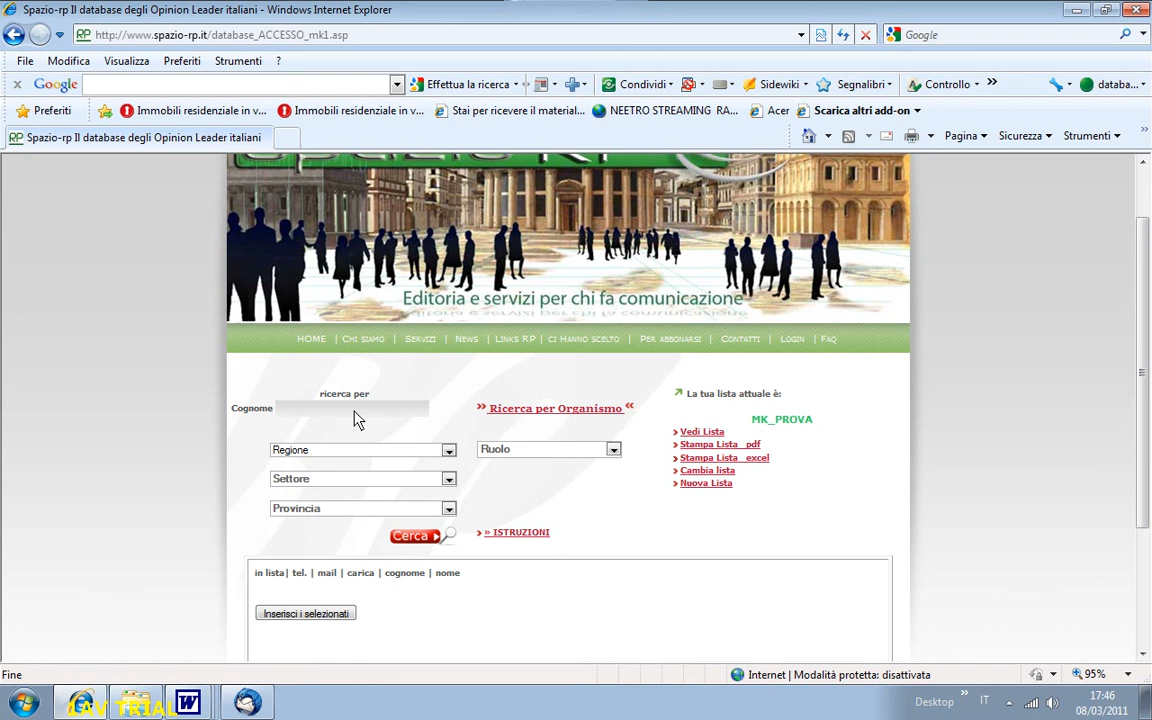 Spazio-rp Il database degli Opinion Leader italiani - Windows Internet Explorer
http://www.spazio-rp.it/database_ACCESSO_mk1.asp
Google
File Modifica Visualizza Preferiti Strumenti ?
x Google Effettua la ricerca Condividi Sidewiki Segnalibri Controllo » databa...
Preferiti Immobili residenziale in v... Immobili residenziale in v... Stai per ricevere il material... NEETRO STREAMING RA... Acer Scarica altri add-on
RP Spazio-rp Il database degli Opinion Leader italiani Pagina Sicurezza Strumenti »
Editoria e servizi per chi fa comunicazione
HOME | CHI SIAMO | SERVIZI | NEWS | LINKS RP | CI HANNO SCELTO | PER ABBONARSI | CONTATTI | LOGIN | FAQ
ricerca per
Cognome
Regione
Settore
Provincia
Cerca
» Ricerca per Organismo «
Ruolo
» ISTRUZIONI
La tua lista attuale è:
MK_PROVA
Vedi Lista
Stampa Lista_pdf
Stampa Lista_excel
Cambia lista
Nuova Lista
in lista| tel. | mail | carica | cognome | nome
Inserisci i selezionati
Fine Internet | Modalità protetta: disattivata 95%
LAV TRIAL Desktop » IT 17:46
08/03/2011